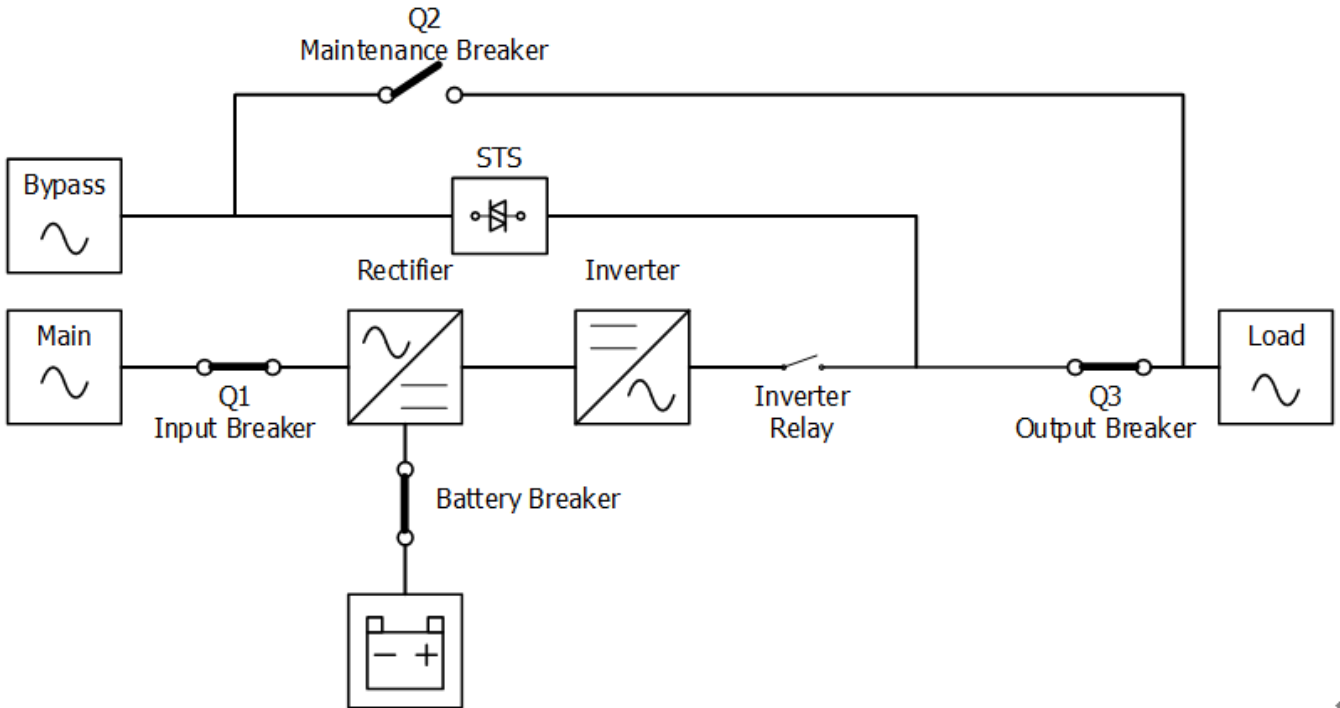 Q2
Maintenance Breaker
STS
Bypass
Rectifier
Inverter
Main
Load
Q1
Input Breaker
Inverter
Relay
Q3
Output Breaker
Battery Breaker
− +